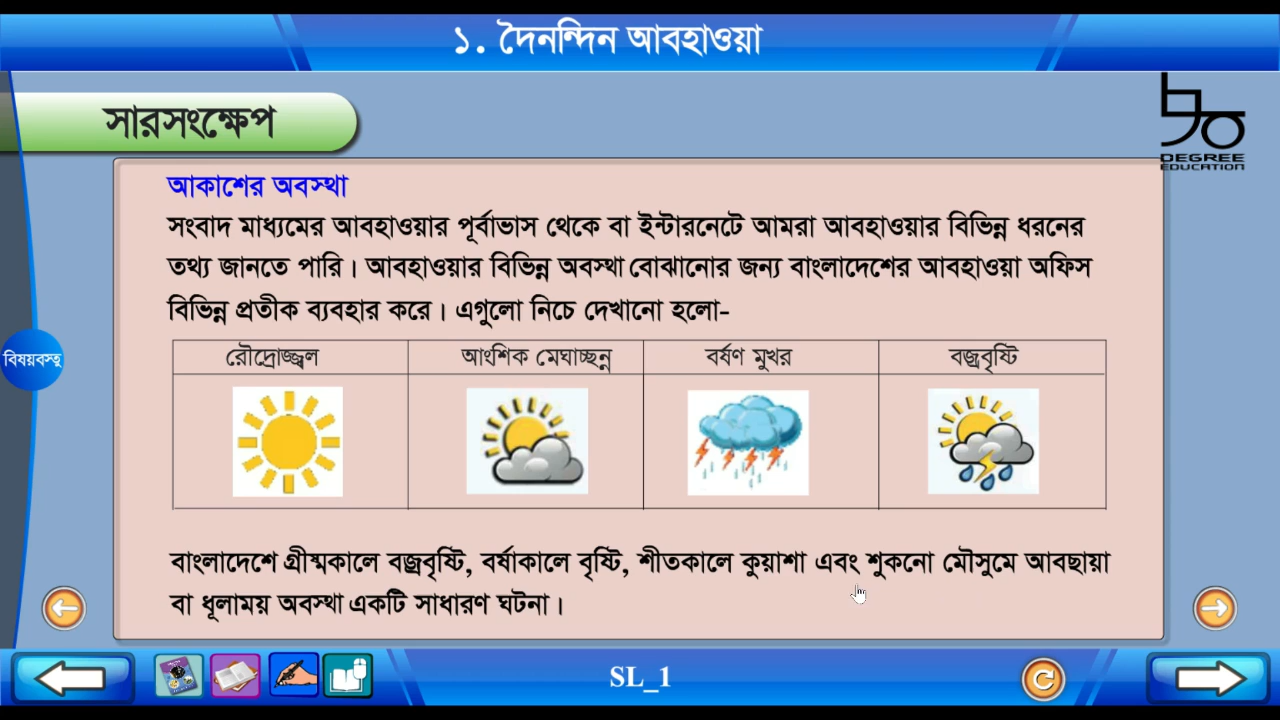 ১. দৈনন্দিন আবহাওয়া
সারসংক্ষেপ
DEGREE
EDUCATION
আকাশের অবস্থা
সংবাদ মাধ্যমের আবহাওয়ার পূর্বাভাস থেকে বা ইন্টারনেটে আমরা আবহাওয়ার বিভিন্ন ধরনের
তথ্য জানতে পারি। আবহাওয়ার বিভিন্ন অবস্থা বোঝানোর জন্য বাংলাদেশের আবহাওয়া অফিস
বিভিন্ন প্রতীক ব্যবহার করে। এগুলো নিচে দেখানো হলো-
বিষয়বস্তু
রৌদ্রোজ্জ্বল আংশিক মেঘাচ্ছন্ন বর্ষণ মুখর বজ্রবৃষ্টি
বাংলাদেশে গ্রীষ্মকালে বজ্রবৃষ্টি, বর্ষাকালে বৃষ্টি, শীতকালে কুয়াশা এবং শুকনো মৌসুমে আবছায়া
বা ধূলাময় অবস্থা একটি সাধারণ ঘটনা।
SL_1